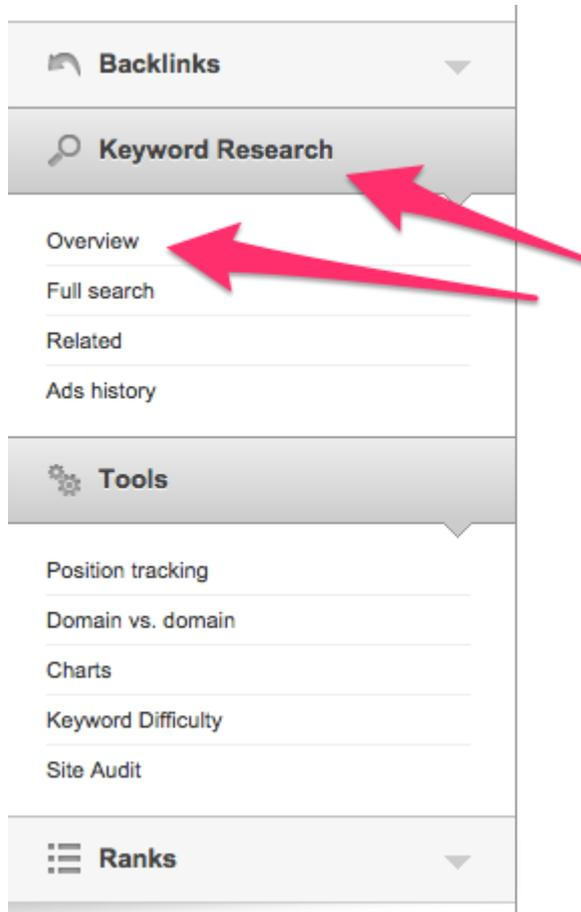 Backlinks
Keyword Research
Overview
Full search
Related
Ads history
Tools
Position tracking
Domain vs. domain
Charts
Keyword Difficulty
Site Audit
Ranks